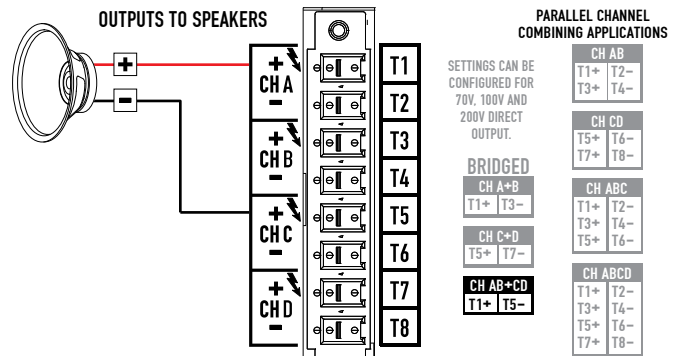 OUTPUTS TO SPEAKERS
+
-
+
CH A
-
+
CH B
-
+
CH C
-
+
CH D
-
T1
T2
T3
T4
T5
T6
T7
T8
SETTINGS CAN BE
CONFIGURED FOR
70V, 100V AND
200V DIRECT
OUTPUT.
BRIDGED
CH A+B
T1+ T3-
CH C+D
T5+ T7-
CH AB+CD
T1+ T5-
PARALLEL CHANNEL
COMBINING APPLICATIONS
CH AB
T1+ T2-
T3+ T4-
CH CD
T5+ T6-
T7+ T8-
CH ABC
T1+ T2-
T3+ T4-
T5+ T6-
CH ABCD
T1+ T2-
T3+ T4-
T5+ T6-
T7+ T8-